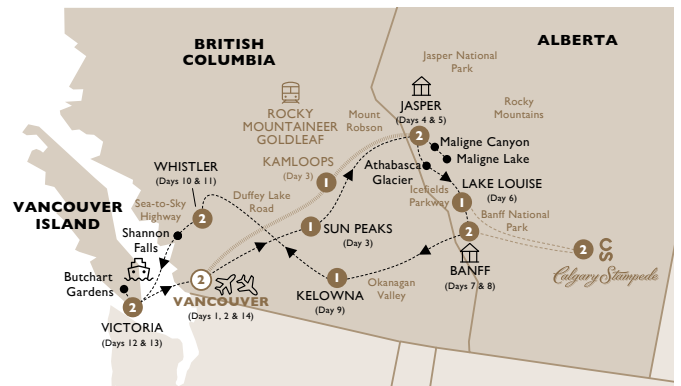 BRITISH
COLUMBIA
ALBERTA
Jasper National
Park
ROCKY
MOUNTAINEER
GOLDLEAF
Mount
Robson
JASPER
(Days 4 & 5)
Rocky
Mountains
2
Maligne Canyon
Maligne Lake
KAMLOOPS
(Day 3)
1
Athabasca
Glacier
WHISTLER
(Days 10 & 11)
Icefields
Parkway
LAKE LOUISE
(Day 6)
1
VANCOUVER
ISLAND
Sea-to-Sky
Highway
2
Duffey Lake
Road
Banff National
Park
Shannon
Falls
1
SUN PEAKS
(Day 3)
2
BANFF
(Days 7 & 8)
2
CS
Calgary Stampede
Butchart
Gardens
2
VANCOUVER
(Days 1, 2 & 14)
1
KELOWNA
(Day 9)
Okanagan
Valley
2
VICTORIA
(Days 12 & 13)